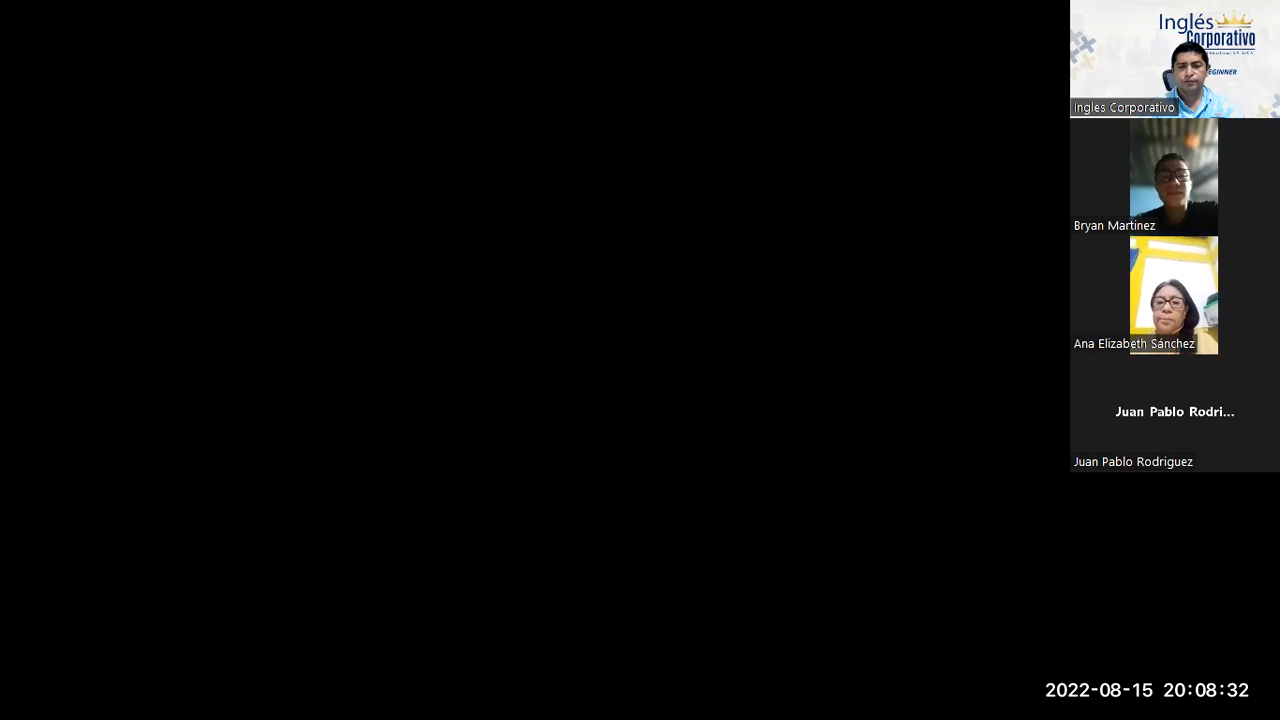 Inglés
Corporativo
EGINNER
Ingles Corporativo
Bryan Martinez
Ana Elizabeth Sánchez
Juan Pablo Rodri...
Juan Pablo Rodriguez
2022-08-15 20:08:32